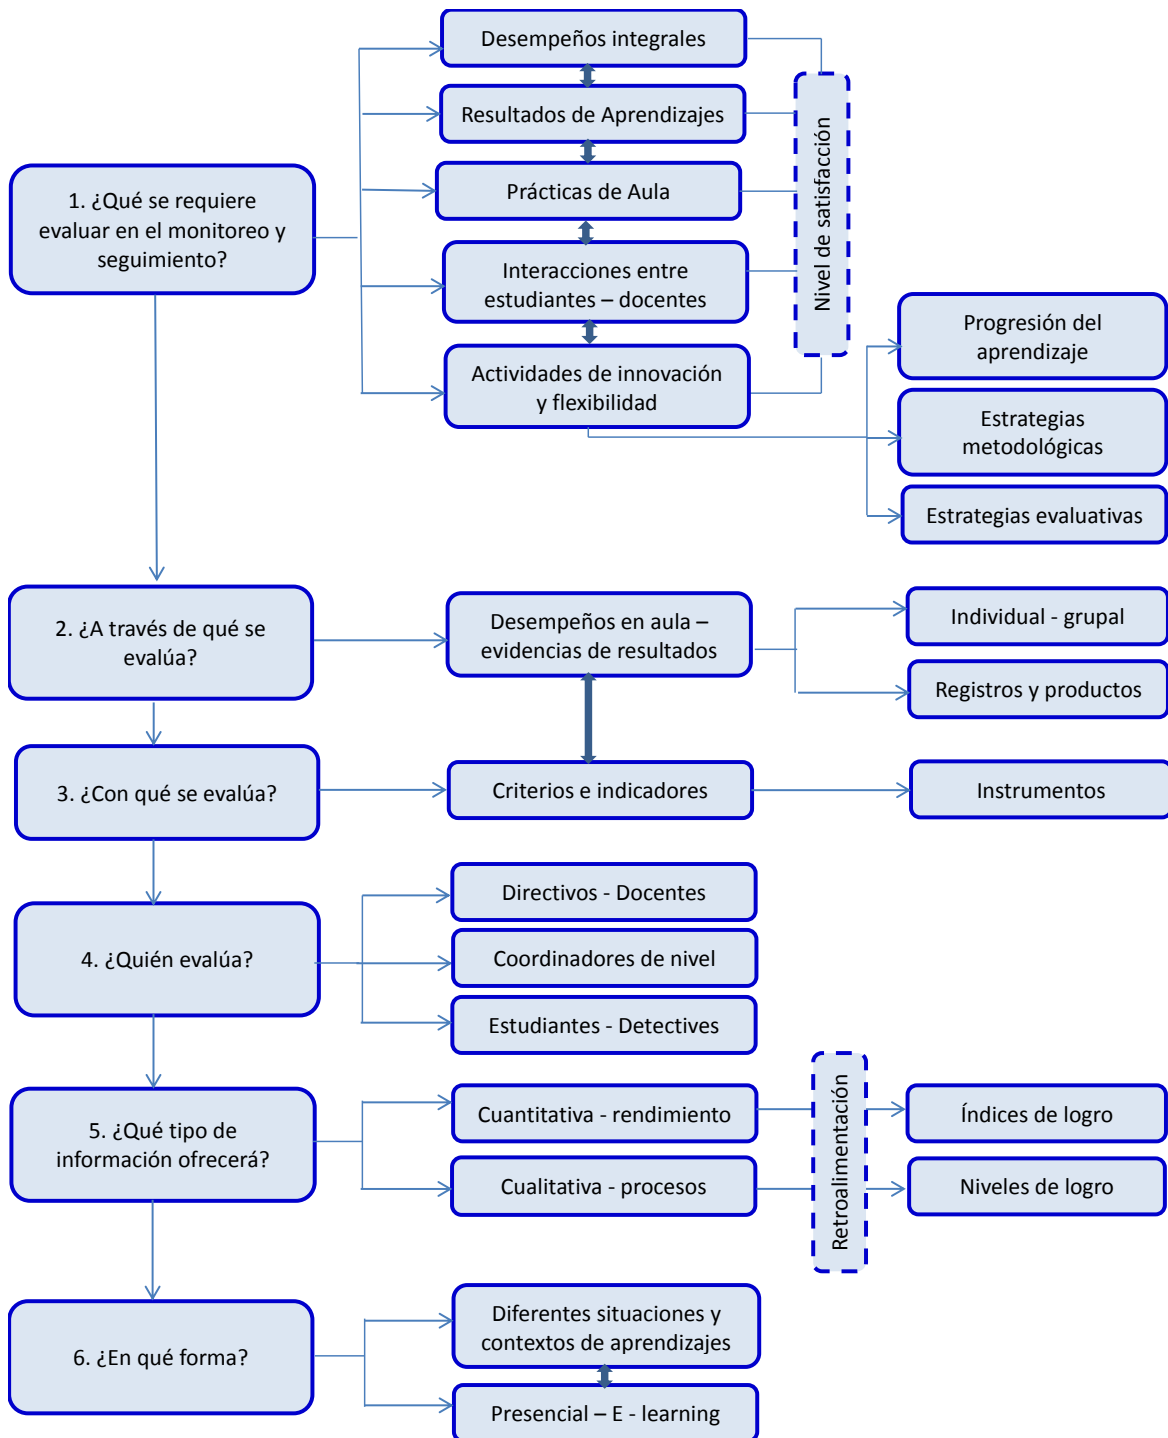 Desempeños integrales
Resultados de Aprendizajes
Prácticas de Aula
Interacciones entre
estudiantes – docentes
Actividades de innovación
y flexibilidad
Nivel de satisfacción
1. ¿Qué se requiere
evaluar en el monitoreo y
seguimiento?
Progresión del
aprendizaje
Estrategias
metodológicas
Estrategias evaluativas
2. ¿A través de qué se
evalúa?
Desempeños en aula –
evidencias de resultados
Individual - grupal
Registros y productos
3. ¿Con qué se evalúa?
Criterios e indicadores
Instrumentos
4. ¿Quién evalúa?
Directivos - Docentes
Coordinadores de nivel
Estudiantes - Detectives
5. ¿Qué tipo de
información ofrecerá?
Cuantitativa - rendimiento
Cualitativa - procesos
Retroalimentación
Índices de logro
Niveles de logro
6. ¿En qué forma?
Diferentes situaciones y
contextos de aprendizajes
Presencial – E - learning